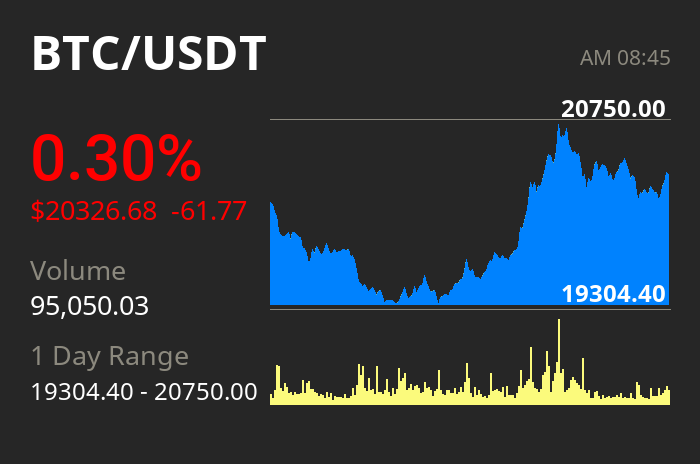 BTC/USDT
AM 08:45
20750.00
0.30%
$20326.68 -61.77
Volume
95,050.03
19304.40
1 Day Range
19304.40 - 20750.00